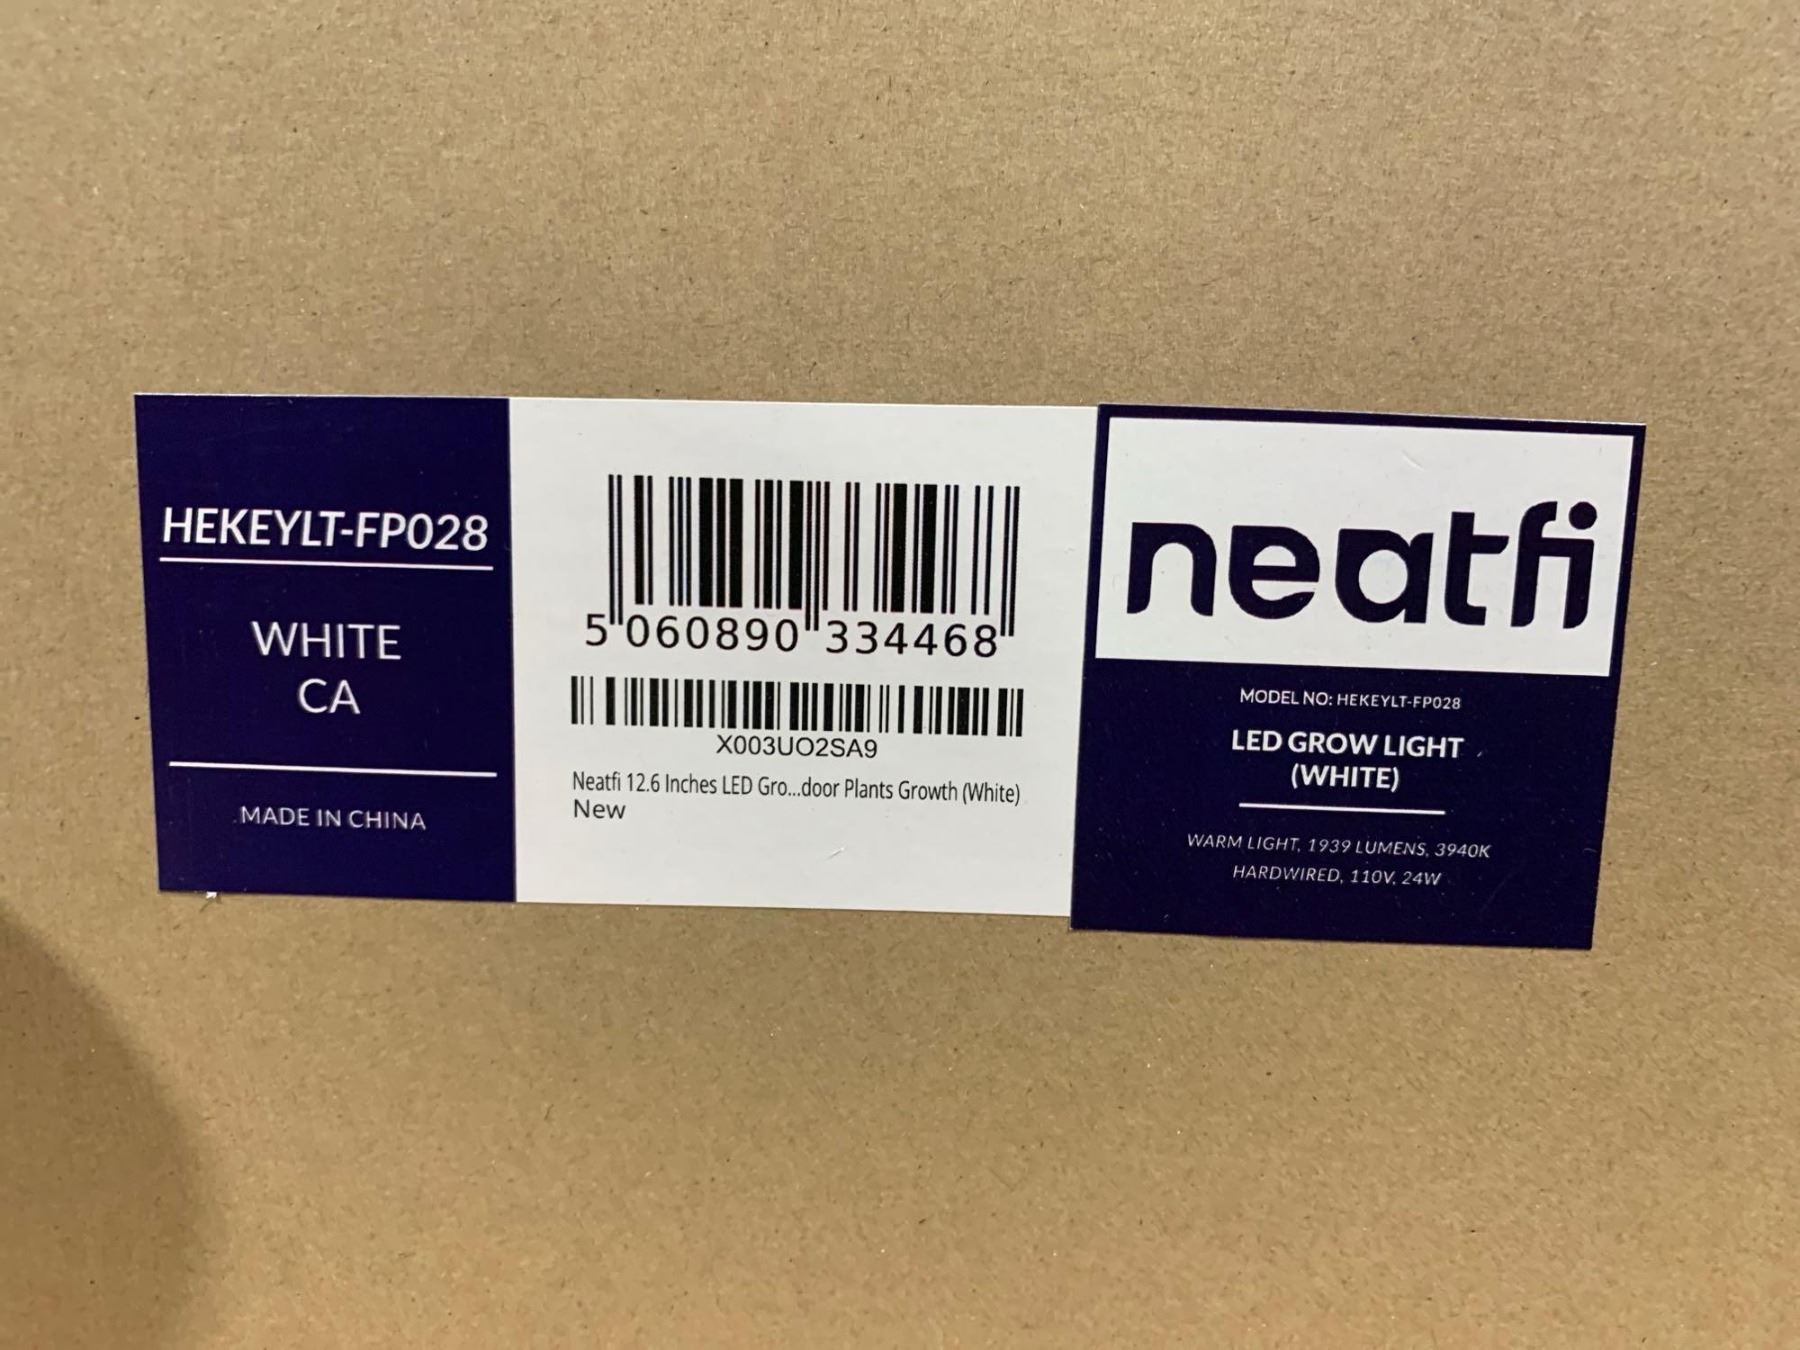 HEKEYLT-FP028
WHITE
CA
MADE IN CHINA
5 060890 334468
X003UO2SA9
Neatfi 12.6 Inches LED Gro...door Plants Growth (White)
New
neatfi
MODEL NO: HEKEYLT-FP028
LED GROW LIGHT
(WHITE)
WARM LIGHT, 1939 LUMENS, 3940K
HARDWIRED, 110V, 24W